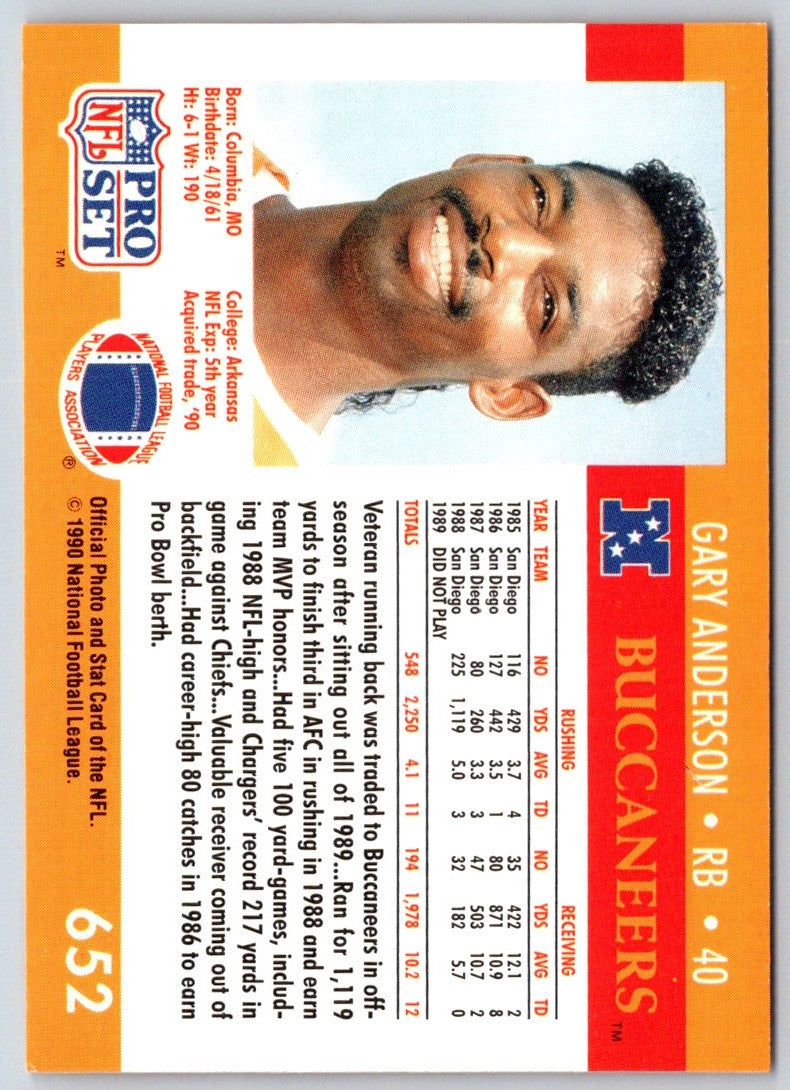 GARY ANDERSON • RB • 40
N
BUCCANEERS™
RUSHING RECEIVING
YEAR TEAM NO YDS AVG TD NO YDS AVG TD
1985 San Diego 116 429 3.7 4 35 422 12.1 2
1986 San Diego 127 442 3.5 1 80 871 10.9 8
1987 San Diego 80 260 3.3 3 47 503 10.7 2
1988 San Diego 225 1,119 5.0 3 32 182 5.7 0
1989 DID NOT PLAY
TOTALS 548 2,250 4.1 11 194 1,978 10.2 12
Veteran running back was traded to Buccaneers in off-
season after sitting out all of 1989...Ran for 1,119
yards to finish third in AFC in rushing in 1988 and earn
team MVP honors...Had five 100 yard-games, includ-
ing 1988 NFL-high and Chargers' record 217 yards in
game against Chiefs...Valuable receiver coming out of
backfield...Had career-high 80 catches in 1986 to earn
Pro Bowl berth.
Born: Columbia, MO College: Arkansas
Birthdate: 4/18/61 NFL Exp: 5th year
Ht: 6-1 Wt: 190 Acquired trade, '90
PRO
NFL SET™
NATIONAL FOOTBALL LEAGUE
PLAYERS ASSOCIATION®
Official Photo and Stat Card of the NFL.
© 1990 National Football League.
652